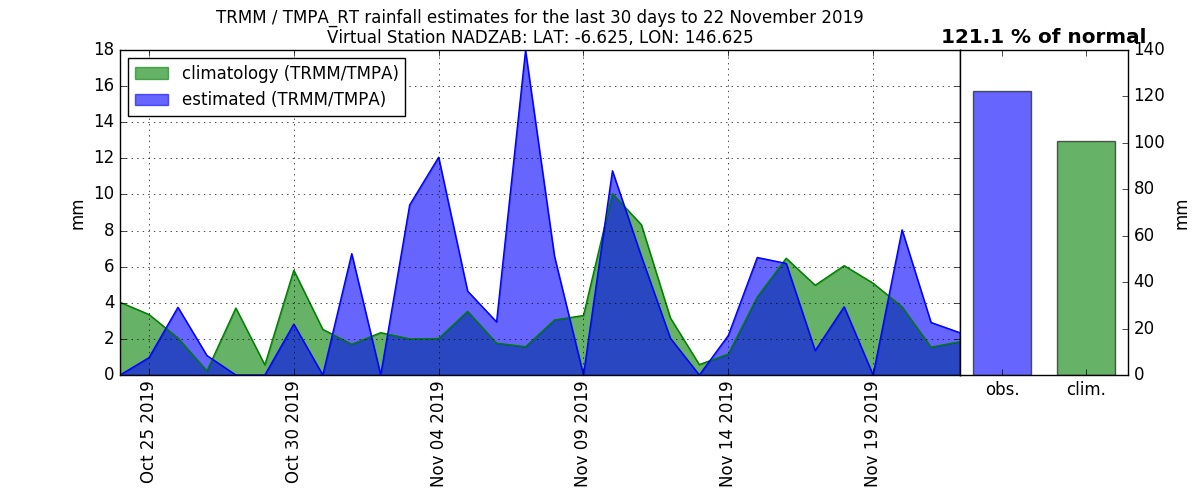 TRMM / TMPA_RT rainfall estimates for the last 30 days to 22 November 2019
Virtual Station NADZAB: LAT: -6.625, LON: 146.625
121.1 % of normal
climatology (TRMM/TMPA)
estimated (TRMM/TMPA)
18
16
14
12
10
8
6
4
2
0
mm
Oct 25 2019
Oct 30 2019
Nov 04 2019
Nov 09 2019
Nov 14 2019
Nov 19 2019
obs.
clim.
140
120
100
80
60
40
20
0
mm